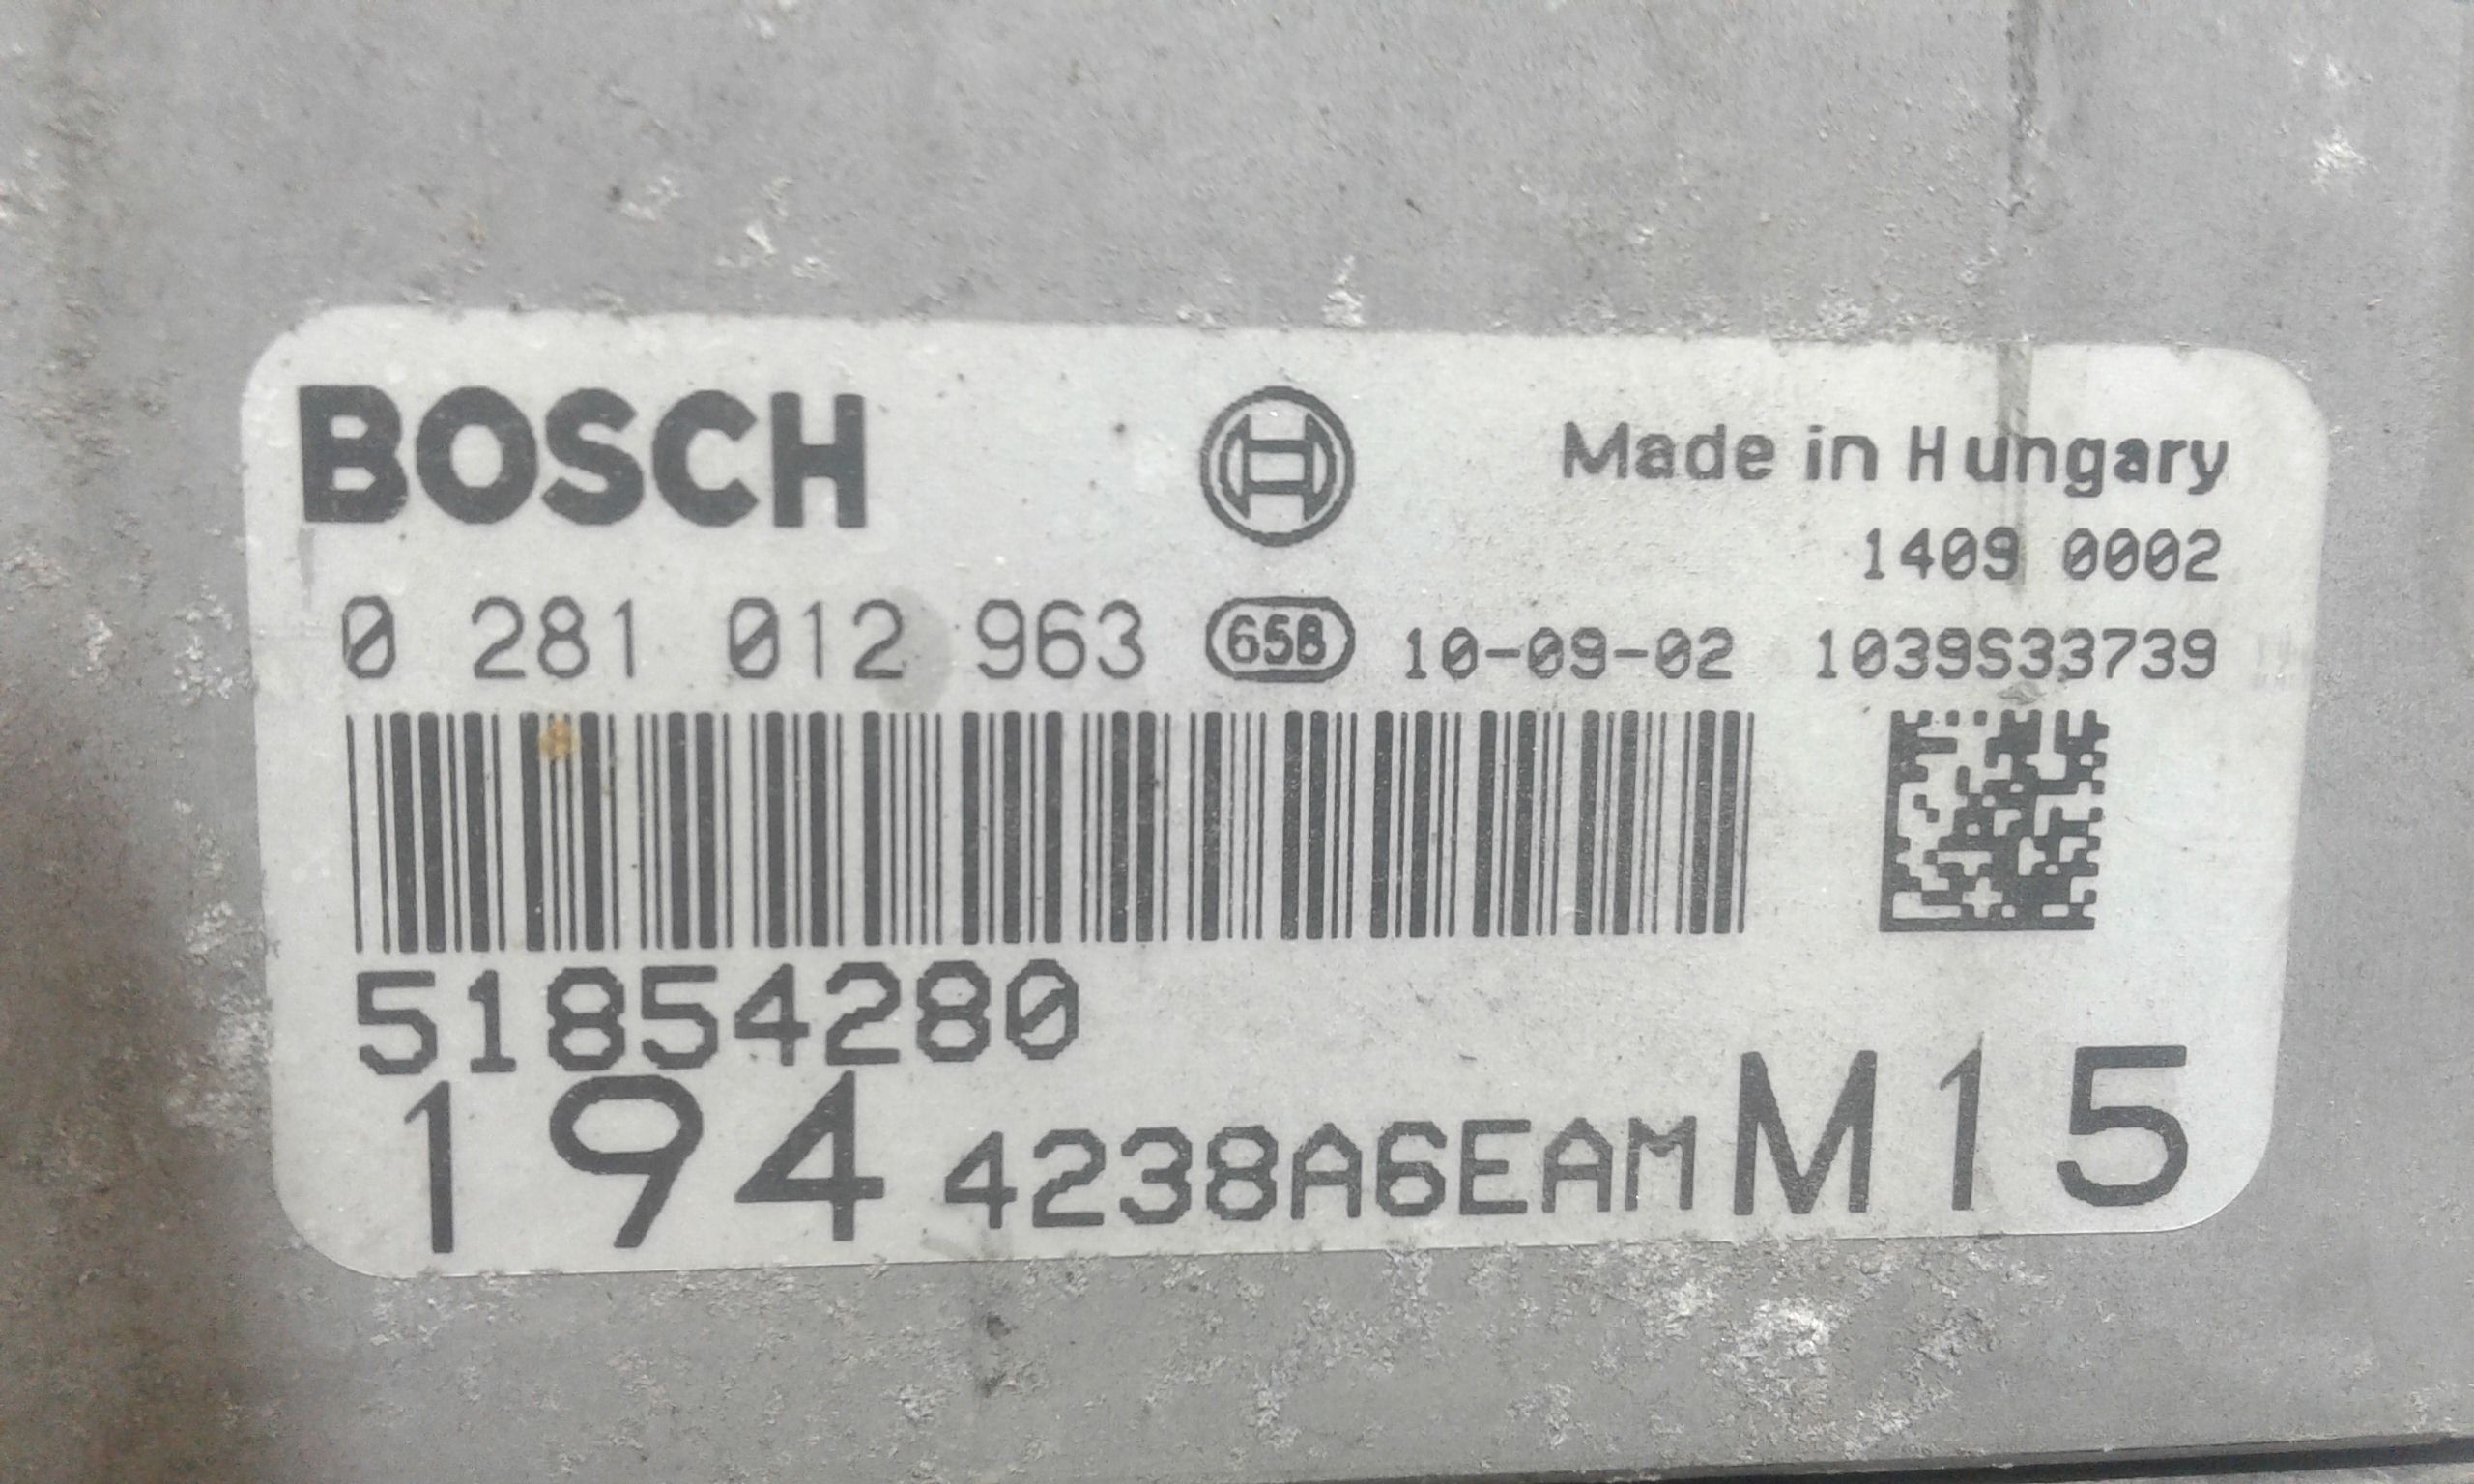 BOSCH
Made in Hungary
1409 0002
0 281 012 963 658 10-09-02 1039S33739
51854280
194 4238A6EAM M15